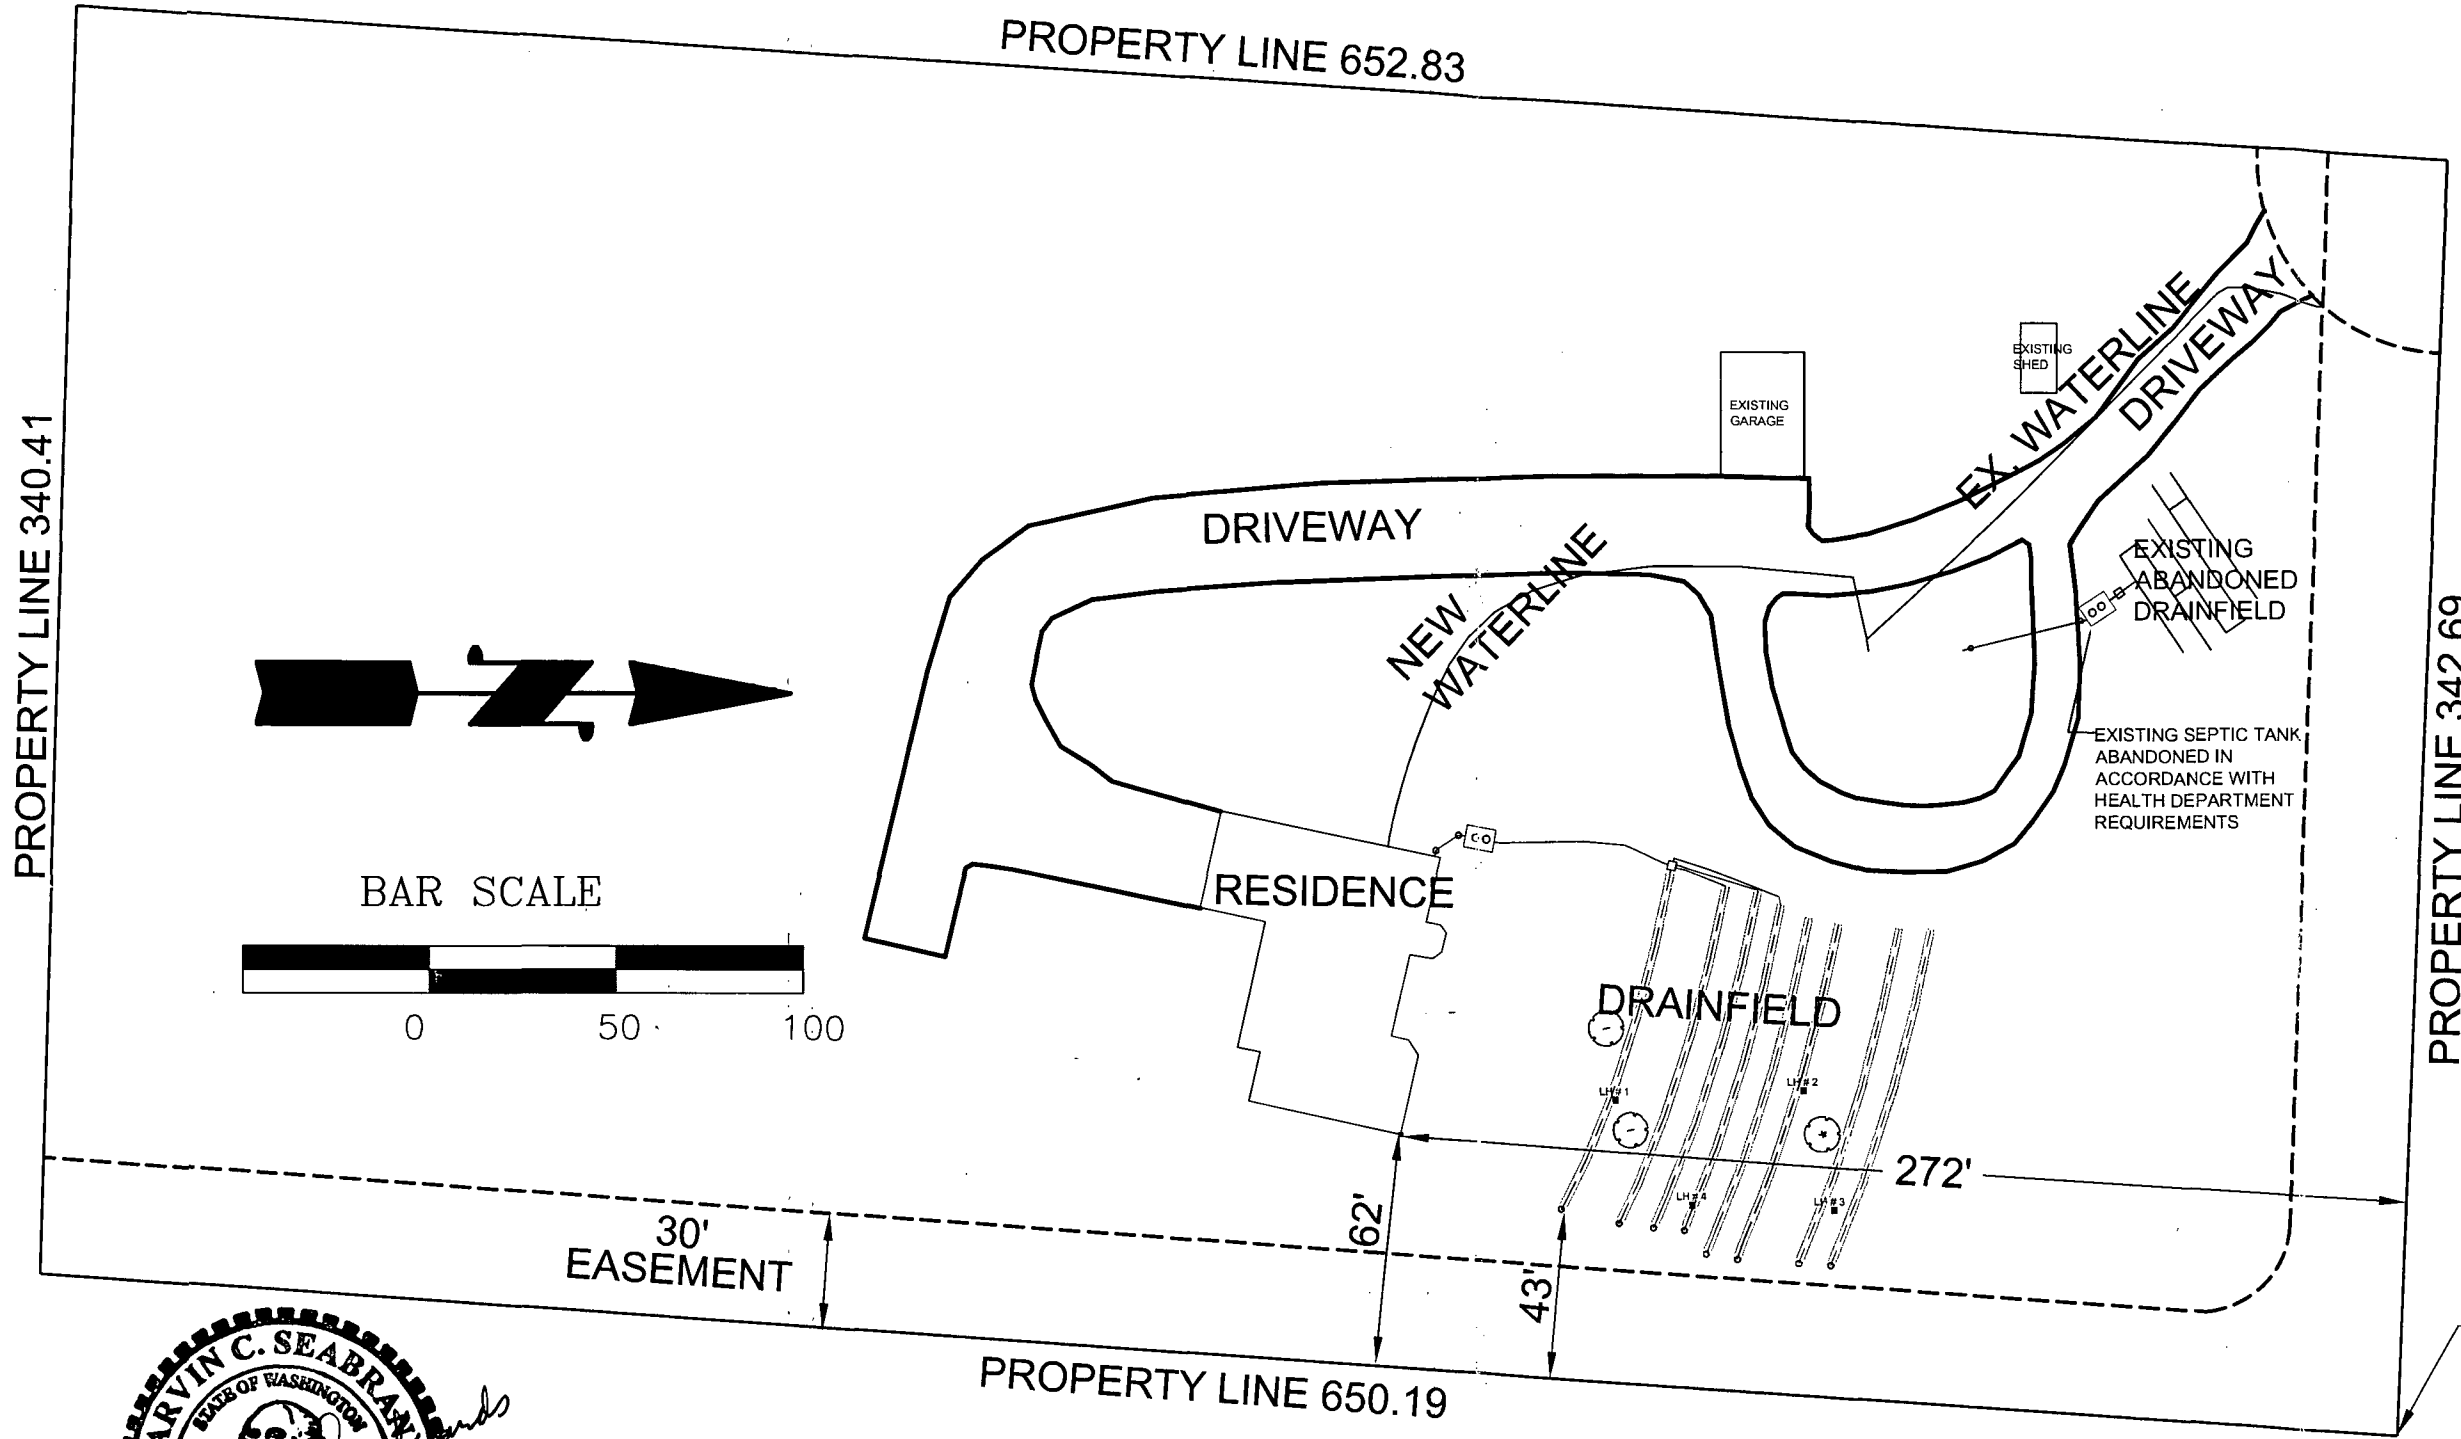 PROPERTY LINE 652.83
PROPERTY LINE 340.41
EX. WATERLINE
DRIVEWAY
EXISTING
SHED
EXISTING
GARAGE
DRIVEWAY
NEW
WATERLINE
EXISTING
ABANDONED
DRAINFIELD
PROPERTY LINE 342.69
N
EXISTING SEPTIC TANK
ABANDONED IN
ACCORDANCE WITH
HEALTH DEPARTMENT
REQUIREMENTS
BAR SCALE
0 50 100
RESIDENCE
DRAINFIELD
LH#1
LH#2
LH#4
LH#3
272'
62'
43'
30'
EASEMENT
PROPERTY LINE 650.19
C. SEABRAN
STATE OF WASHINGTON